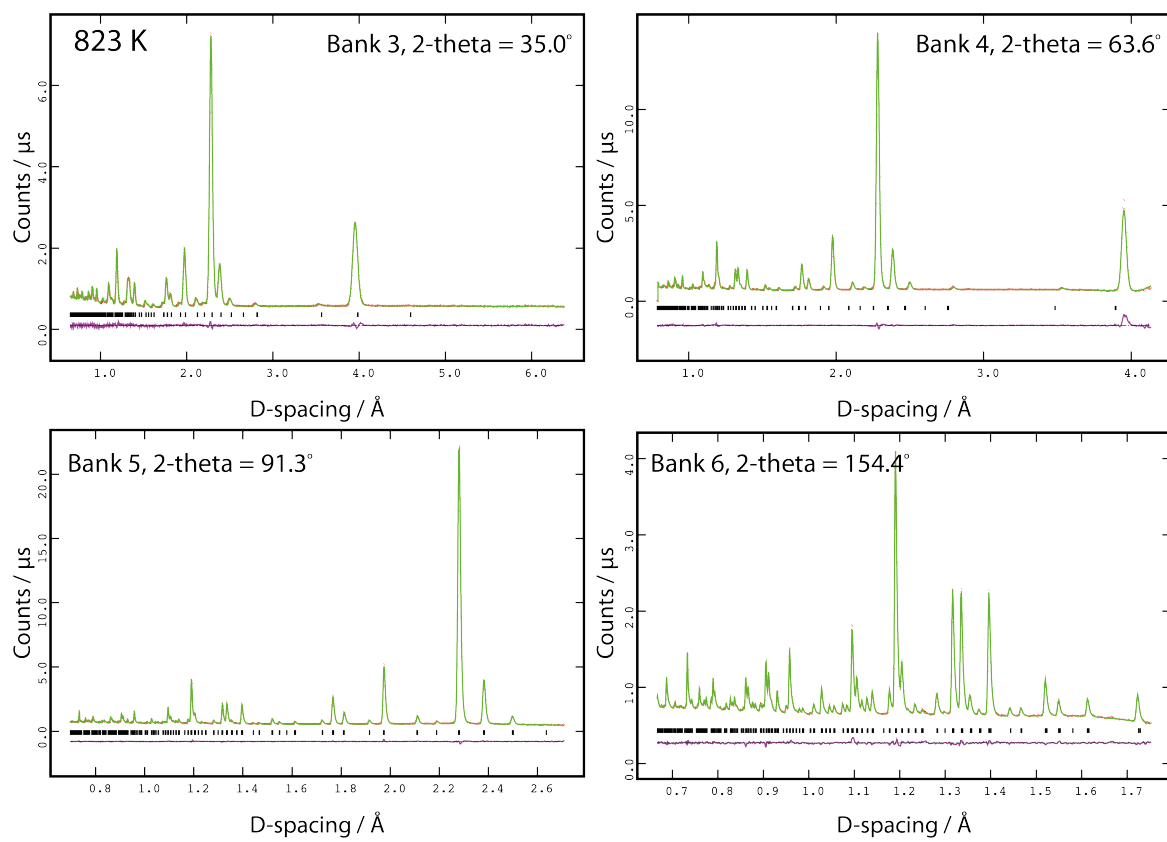 823 K
Bank 3, 2-theta = 35.0°
Counts / µs
0.0 2.0 4.0 6.0
1.0 2.0 3.0 4.0 5.0 6.0
D-spacing / Å
Bank 4, 2-theta = 63.6°
Counts / µs
0.0 5.0 10.0
1.0 2.0 3.0 4.0
D-spacing / Å
Bank 5, 2-theta = 91.3°
Counts / µs
0.0 5.0 10.0 15.0 20.0
0.8 1.0 1.2 1.4 1.6 1.8 2.0 2.2 2.4 2.6
D-spacing / Å
Bank 6, 2-theta = 154.4°
Counts / µs
0.0 1.0 2.0 3.0 4.0
0.7 0.8 0.9 1.0 1.1 1.2 1.3 1.4 1.5 1.6 1.7
D-spacing / Å